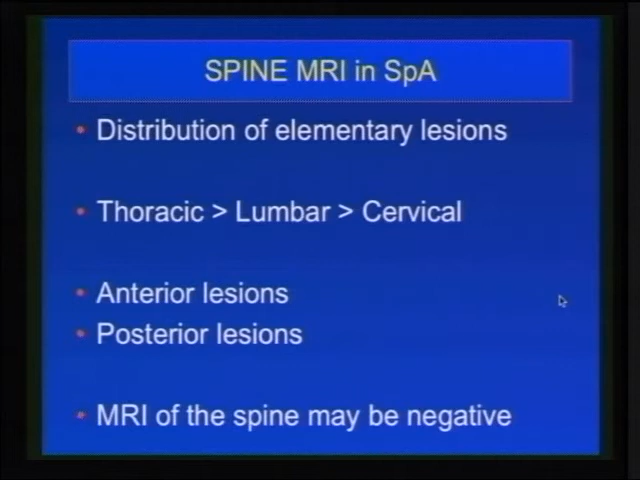 SPINE MRI in SpA
• Distribution of elementary lesions
• Thoracic > Lumbar > Cervical
• Anterior lesions
• Posterior lesions
• MRI of the spine may be negative